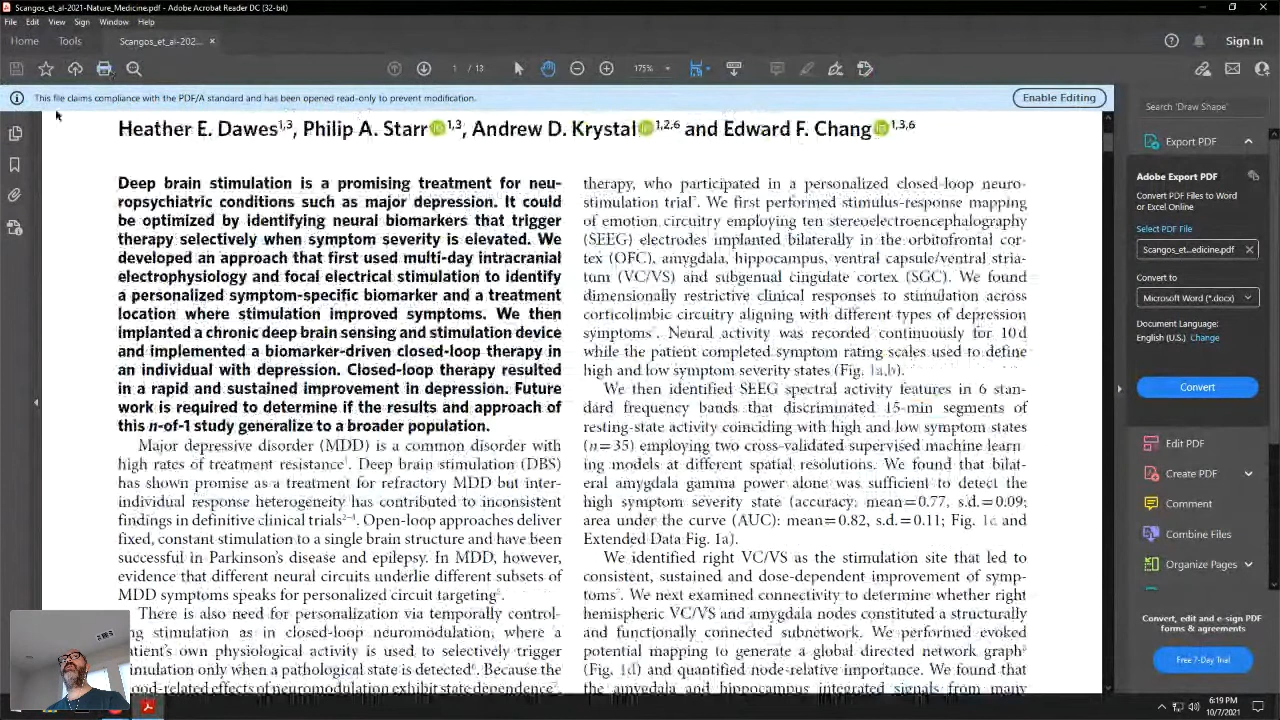 Scangos_et_al-2021-Nature_Medicine.pdf - Adobe Acrobat Reader DC (32-bit)
File Edit View Sign Window Help
Home Tools Scangos_et_al-202... ×
Sign In
1 / 13 175%
This file claims compliance with the PDF/A standard and has been opened read-only to prevent modification.
Enable Editing
Heather E. Dawes1,3, Philip A. Starr 1,3, Andrew D. Krystal 1,2,6 and Edward F. Chang 1,3,6
Deep brain stimulation is a promising treatment for neu-
ropsychiatric conditions such as major depression. It could
be optimized by identifying neural biomarkers that trigger
therapy selectively when symptom severity is elevated. We
developed an approach that first used multi-day intracranial
electrophysiology and focal electrical stimulation to identify
a personalized symptom-specific biomarker and a treatment
location where stimulation improved symptoms. We then
implanted a chronic deep brain sensing and stimulation device
and implemented a biomarker-driven closed-loop therapy in
an individual with depression. Closed-loop therapy resulted
in a rapid and sustained improvement in depression. Future
work is required to determine if the results and approach of
this n-of-1 study generalize to a broader population.
Major depressive disorder (MDD) is a common disorder with
high rates of treatment resistance1. Deep brain stimulation (DBS)
has shown promise as a treatment for refractory MDD but inter-
individual response heterogeneity has contributed to inconsistent
findings in definitive clinical trials2–4. Open-loop approaches deliver
fixed, constant stimulation to a single brain structure and have been
successful in Parkinson's disease and epilepsy. In MDD, however,
evidence that different neural circuits underlie different subsets of
MDD symptoms speaks for personalized circuit targeting5.
There is also need for personalization via temporally control-
ng stimulation as in closed-loop neuromodulation, where a
atient's own physiological activity is used to selectively trigger
imulation only when a pathological state is detected6. Because the
ood-related effects of neuromodulation exhibit state dependence7,
therapy, who participated in a personalized closed-loop neuro-
stimulation trial7. We first performed stimulus-response mapping
of emotion circuitry employing ten stereoelectroencephalography
(SEEG) electrodes implanted bilaterally in the orbitofrontal cor-
tex (OFC), amygdala, hippocampus, ventral capsule/ventral stria-
tum (VC/VS) and subgenual cingulate cortex (SGC). We found
dimensionally restrictive clinical responses to stimulation across
corticolimbic circuitry aligning with different types of depression
symptoms. Neural activity was recorded continuously for 10 d
while the patient completed symptom rating scales used to define
high and low symptom severity states (Fig. 1a,b).
We then identified SEEG spectral activity features in 6 stan-
dard frequency bands that discriminated 15-min segments of
resting-state activity coinciding with high and low symptom states
(n=35) employing two cross-validated supervised machine learn-
ing models at different spatial resolutions. We found that bilat-
eral amygdala gamma power alone was sufficient to detect the
high symptom severity state (accuracy, mean=0.77, s.d.=0.09;
area under the curve (AUC): mean=0.82, s.d.=0.11; Fig. 1c and
Extended Data Fig. 1a).
We identified right VC/VS as the stimulation site that led to
consistent, sustained and dose-dependent improvement of symp-
toms. We next examined connectivity to determine whether right
hemispheric VC/VS and amygdala nodes constituted a structurally
and functionally connected subnetwork. We performed evoked
potential mapping to generate a global directed network graph
(Fig. 1d) and quantified node-relative importance. We found that
the amygdala and hippocampus integrated signals from many
Search 'Draw Shape'
Export PDF
Adobe Export PDF
Convert PDF Files to Word
or Excel Online
Select PDF File
Scangos_et...edicine.pdf ×
Convert to
Microsoft Word (*.docx)
Document Language:
English (U.S.) Change
Convert
Edit PDF
Create PDF
Comment
Combine Files
Organize Pages
Convert, edit and e-sign PDF
forms & agreements
Free 7-Day Trial
6:19 PM
10/7/2021